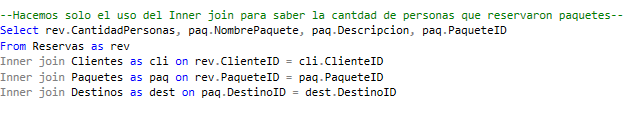 --Hacemos solo el uso del Inner join para saber la cantdad de personas que reservaron paquetes--
Select rev.CantidadPersonas, paq.NombrePaquete, paq.Descripcion, paq.PaqueteID
From Reservas as rev
Inner join Clientes as cli on rev.ClienteID = cli.ClienteID
Inner join Paquetes as paq on rev.PaqueteID = paq.PaqueteID
Inner join Destinos as dest on paq.DestinoID = dest.DestinoID